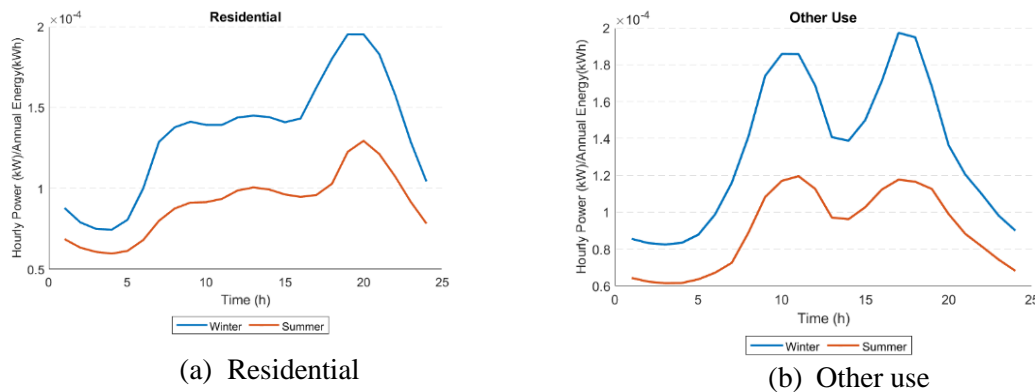 Residential
×10⁻⁴
Hourly Power (kW)/Annual Energy(kWh)
2
1.5
1
0.5
0 5 10 15 20 25
Time (h)
Winter Summer
(a) Residential
Other Use
×10⁻⁴
Hourly Power (kW)/Annual Energy(kWh)
2
1.8
1.6
1.4
1.2
1
0.8
0.6
0 5 10 15 20 25
Time (h)
Winter Summer
(b) Other use